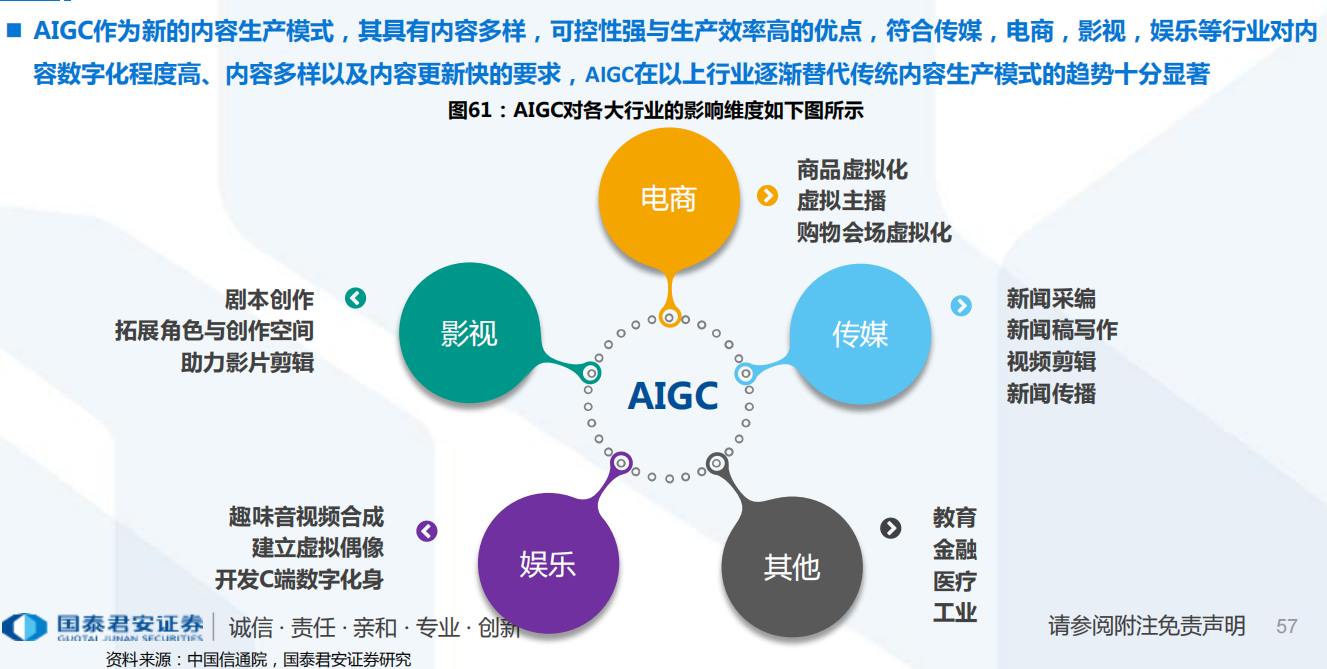 AIGC作为新的内容生产模式，其具有内容多样，可控性强与生产效率高的优点，符合传媒，电商，影视，娱乐等行业对内
容数字化程度高、内容多样以及内容更新快的要求，AIGC在以上行业逐渐替代传统内容生产模式的趋势十分显著
图61：AIGC对各大行业的影响维度如下图所示
电商
商品虚拟化
虚拟主播
购物会场虚拟化
影视
剧本创作
拓展角色与创作空间
助力影片剪辑
传媒
新闻采编
新闻稿写作
视频剪辑
新闻传播
AIGC
娱乐
趣味音视频合成
建立虚拟偶像
开发C端数字化身
其他
教育
金融
医疗
工业
国泰君安证券
GUOTAI JUNAN SECURITIES
诚信·责任·亲和·专业·创新
请参阅附注免责声明
57
资料来源：中国信通院，国泰君安证券研究